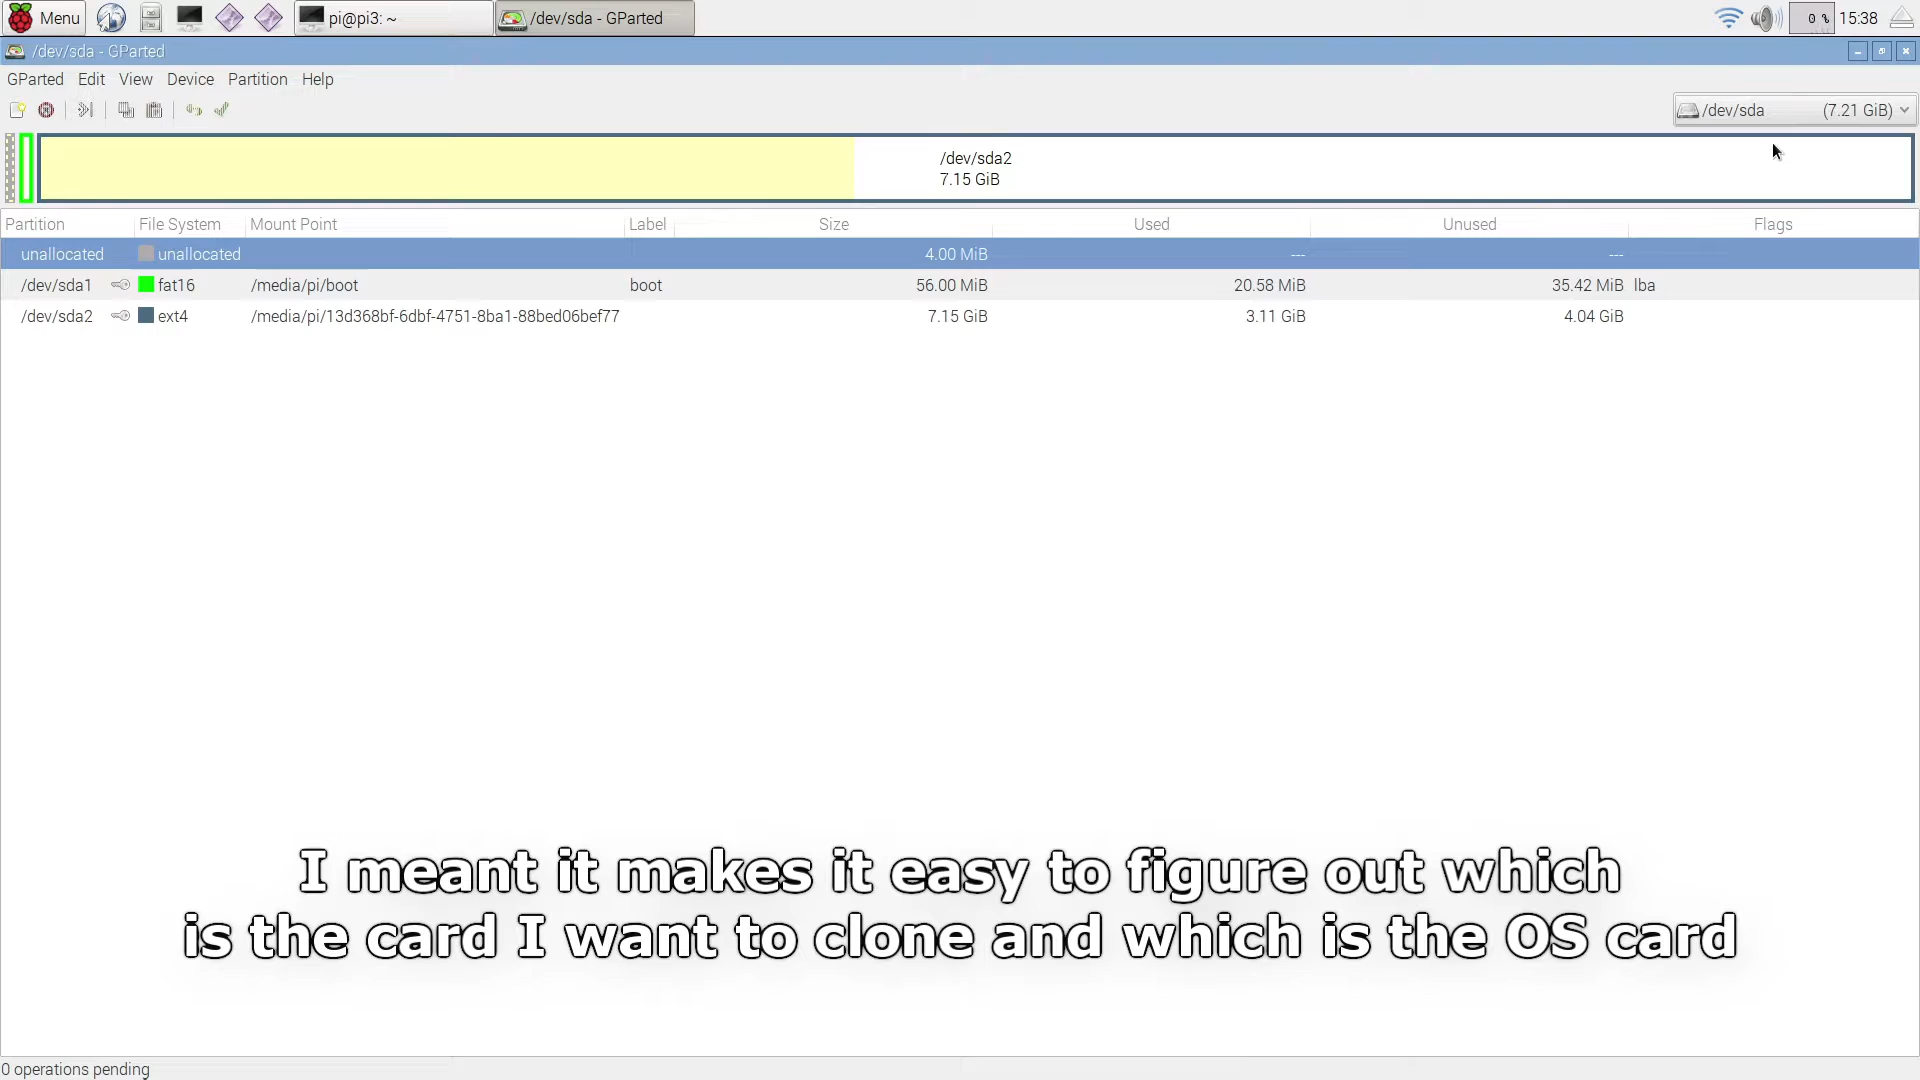 Menu
pi@pi3: ~
/dev/sda - GParted
0 %
15:38
/dev/sda - GParted
GParted Edit View Device Partition Help
/dev/sda (7.21 GiB)
/dev/sda2
7.15 GiB
Partition File System Mount Point Label Size Used Unused Flags
unallocated unallocated 4.00 MiB --- ---
/dev/sda1 fat16 /media/pi/boot boot 56.00 MiB 20.58 MiB 35.42 MiB lba
/dev/sda2 ext4 /media/pi/13d368bf-6dbf-4751-8ba1-88bed06bef77 7.15 GiB 3.11 GiB 4.04 GiB
I meant it makes it easy to figure out which
is the card I want to clone and which is the OS card
0 operations pending